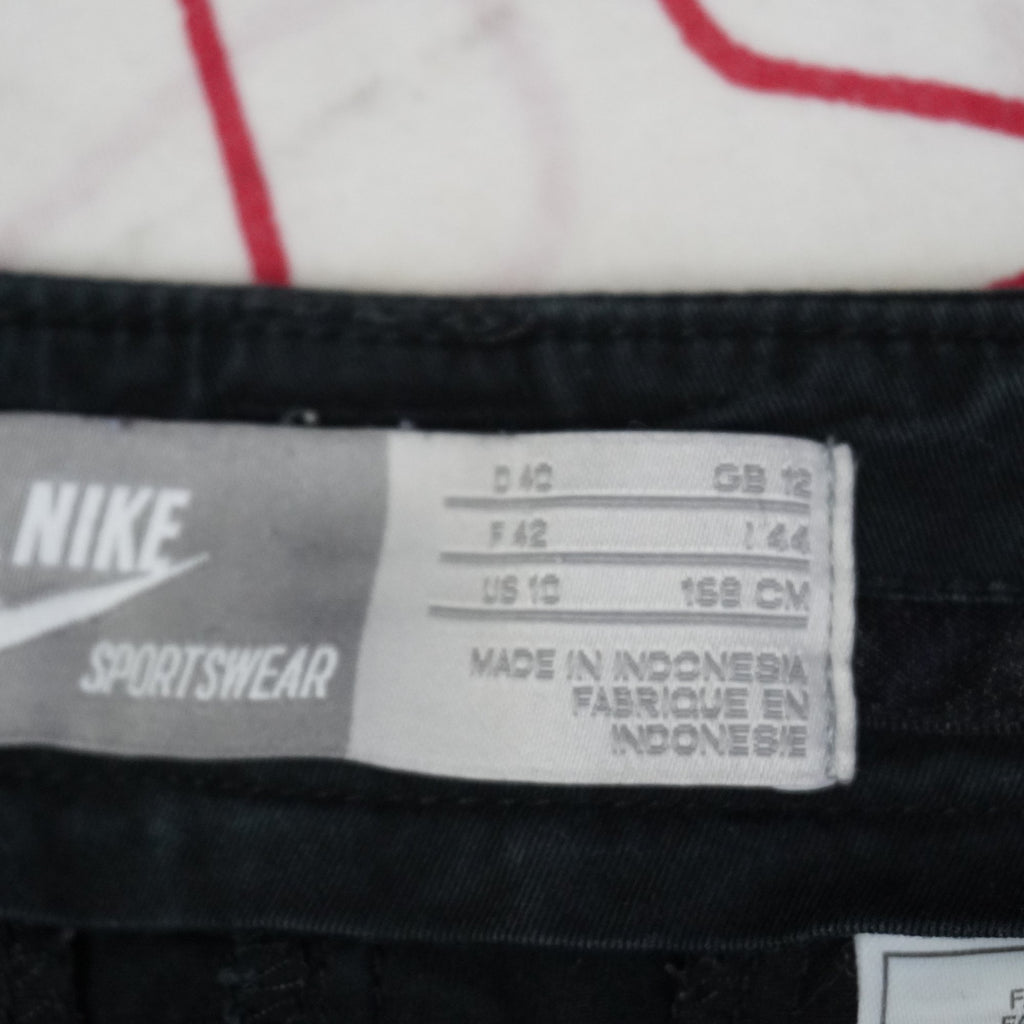 NIKE
SPORTSWEAR
D 40 GB 12
F 42 I 44
US 10 168 CM
MADE IN INDONESIA
FABRIQUE EN
INDONESIE